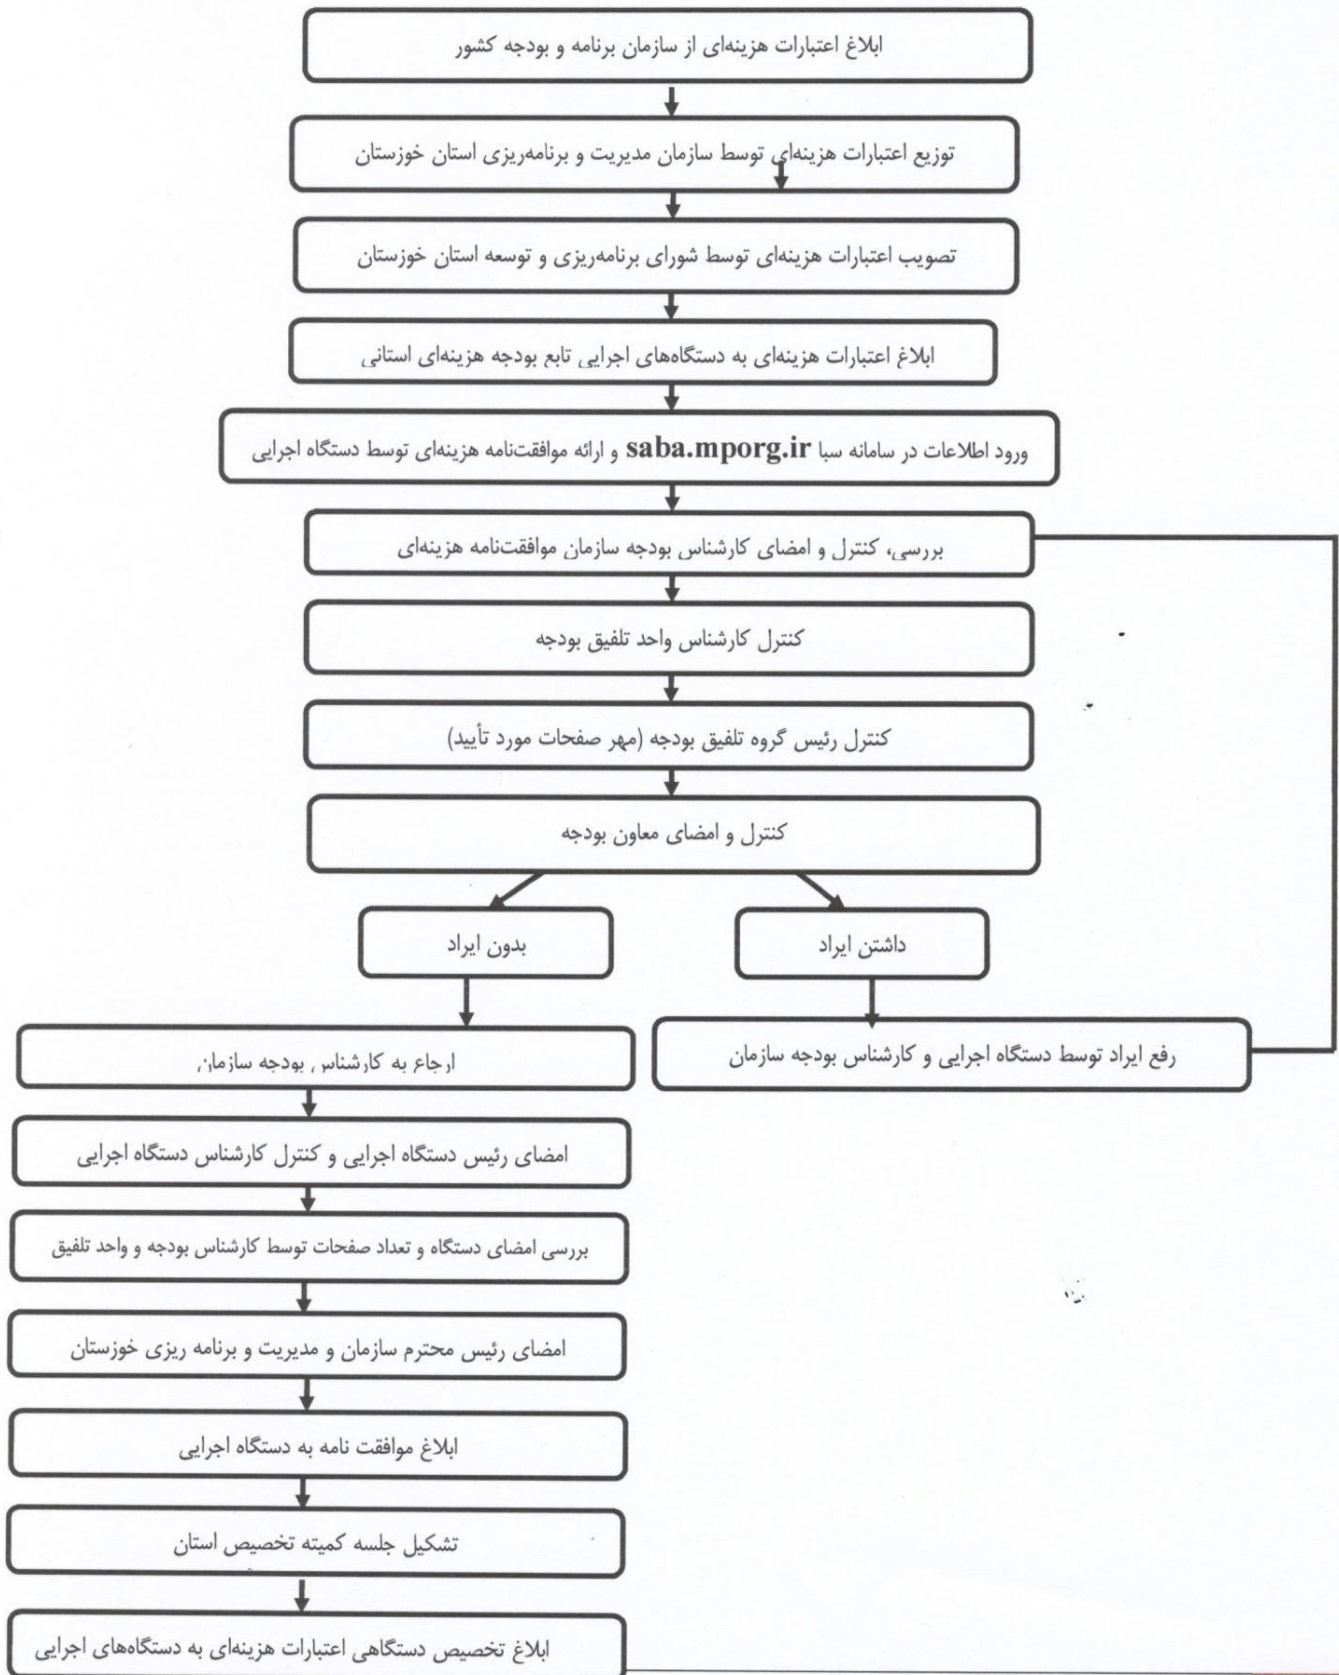 ابلاغ اعتبارات هزینه‌ای از سازمان برنامه و بودجه کشور
توزیع اعتبارات هزینه‌ای توسط سازمان مدیریت و برنامه‌ریزی استان خوزستان
تصویب اعتبارات هزینه‌ای توسط شورای برنامه‌ریزی و توسعه استان خوزستان
ابلاغ اعتبارات هزینه‌ای به دستگاه‌های اجرایی تابع بودجه هزینه‌ای استانی
ورود اطلاعات در سامانه سبا saba.mporg.ir و ارائه موافقت‌نامه هزینه‌ای توسط دستگاه اجرایی
بررسی، کنترل و امضای کارشناس بودجه سازمان موافقت‌نامه هزینه‌ای
کنترل کارشناس واحد تلفیق بودجه
کنترل رئیس گروه تلفیق بودجه (مهر صفحات مورد تأیید)
کنترل و امضای معاون بودجه
داشتن ایراد
بدون ایراد
رفع ایراد توسط دستگاه اجرایی و کارشناس بودجه سازمان
ارجاع به کارشناس بودجه سازمان
امضای رئیس دستگاه اجرایی و کنترل کارشناس دستگاه اجرایی
بررسی امضای دستگاه و تعداد صفحات توسط کارشناس بودجه و واحد تلفیق
امضای رئیس محترم سازمان و مدیریت و برنامه ریزی خوزستان
ابلاغ موافقت نامه به دستگاه اجرایی
تشکیل جلسه کمیته تخصیص استان
ابلاغ تخصیص دستگاهی اعتبارات هزینه‌ای به دستگاه‌های اجرایی